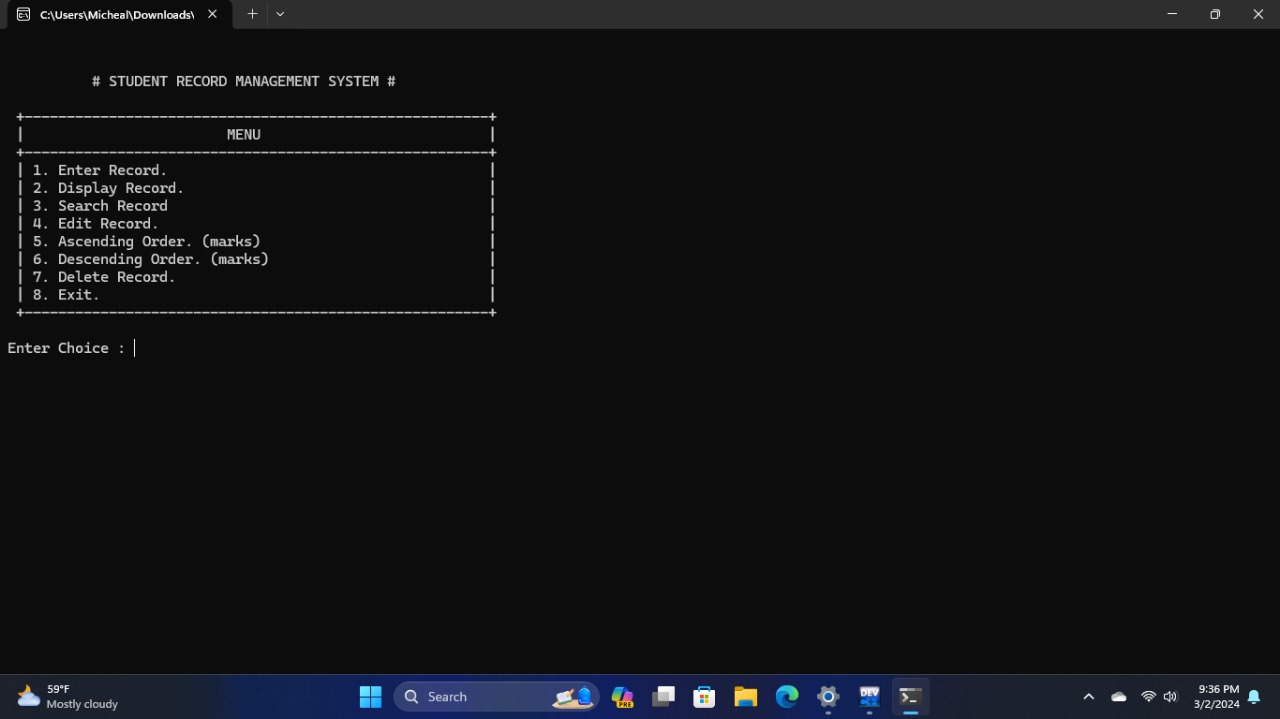 C:\Users\Micheal\Downloads\
# STUDENT RECORD MANAGEMENT SYSTEM #
MENU
1. Enter Record.
2. Display Record.
3. Search Record
4. Edit Record.
5. Ascending Order. (marks)
6. Descending Order. (marks)
7. Delete Record.
8. Exit.
Enter Choice :
59°F
Mostly cloudy
Search
PRE
DEV
9:36 PM
3/2/2024